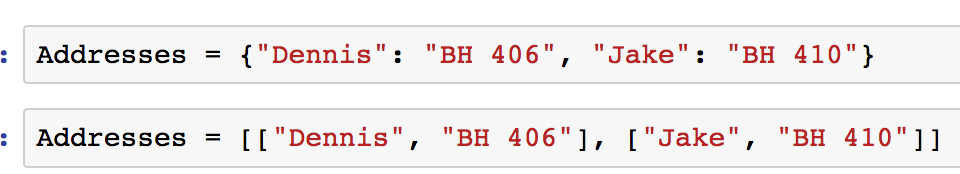 : Addresses = {"Dennis": "BH 406", "Jake": "BH 410"}
: Addresses = [["Dennis", "BH 406"], ["Jake", "BH 410"]]